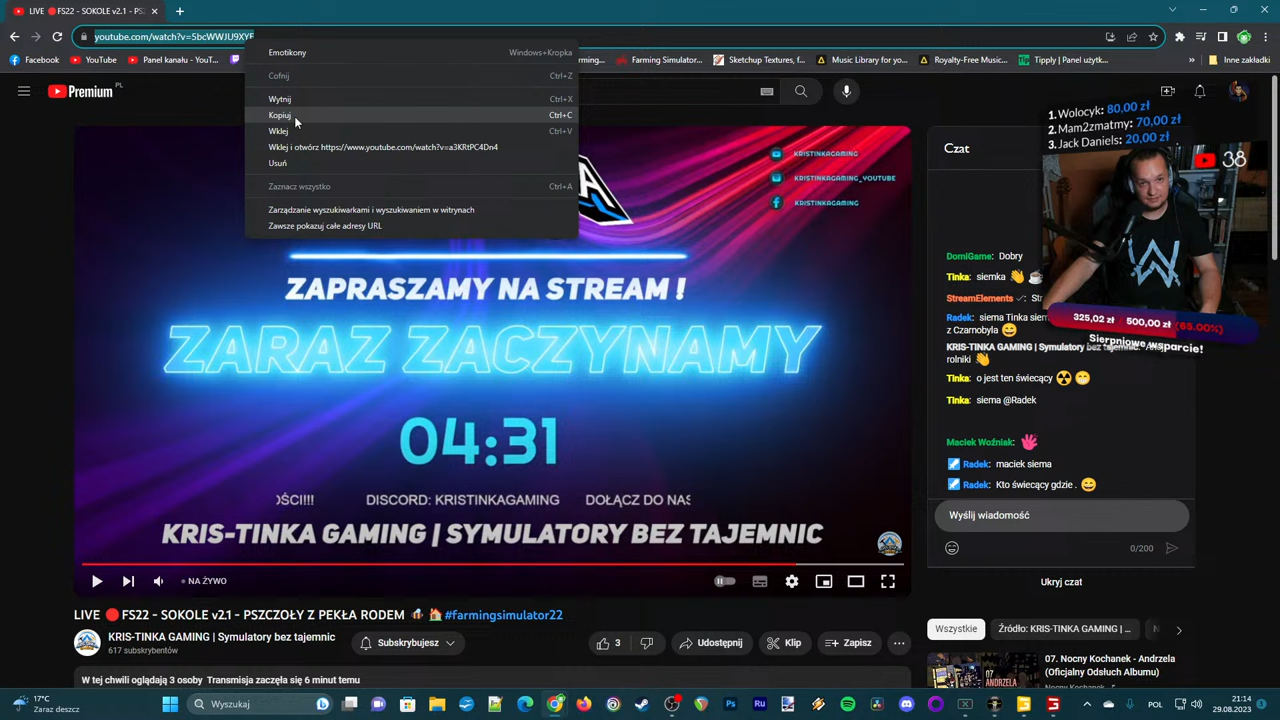 LIVE 🔴FS22 - SOKOLE v2.1 - PS
youtube.com/watch?v=5bcWWJU9XYE
Facebook
YouTube
Panel kanału - YouT...
Farming Simulator...
Sketchup Textures, f...
Music Library for yo...
Royalty-Free Music...
Tipply | Panel użytk...
Inne zakładki
Emotikony Windows+Kropka
Cofnij Ctrl+Z
Wytnij Ctrl+X
Kopiuj Ctrl+C
Wklej Ctrl+V
Wklej i otwórz https://www.youtube.com/watch?v=a3KRtPC4Dn4
Usuń
Zaznacz wszystko Ctrl+A
Zarządzanie wyszukiwarkami i wyszukiwaniem w witrynach
Zawsze pokazuj całe adresy URL
Premium PL
KRISTINKAGAMING
KRISTINKAGAMING_YOUTUBE
KRISTINKAGAMING
ZAPRASZAMY NA STREAM !
ZARAZ ZACZYNAMY
04:31
OŚCI!!! DISCORD: KRISTINKAGAMING DOŁĄCZ DO NAS
KRIS-TINKA GAMING | SYMULATORY BEZ TAJEMNIC
NA ŻYWO
LIVE 🔴FS22 - SOKOLE v2.1 - PSZCZOŁY Z PEKŁA RODEM 🐝 🏠#farmingsimulator22
KRIS-TINKA GAMING | Symulatory bez tajemnic
617 subskrybentów
Subskrybujesz
3
Udostępnij
Klip
Zapisz
W tej chwili oglądają 3 osoby Transmisja zaczęła się 6 minut temu
Czat
1. Wolocyk: 80,00 zł
2. Mam2zmatmy: 70,00 zł
3. Jack Daniels: 20,00 zł
38
DomiGame: Dobry
Tinka: siemka 👋 ☕
StreamElements ✓: Str
Radek: siema Tinka siem
z Czarnobyla 😄
KRIS-TINKA GAMING | Symulatory bez tajemnic:
rolniki 👋
325,02 zł 500,00 zł (65.00%)
Sierpniowe wsparcie!
Tinka: o jest ten świecący ☢ 😁
Tinka: siema @Radek
Maciek Woźniak: 👋
Radek: maciek siema
Radek: Kto świecący gdzie . 😄
Wyślij wiadomość
0/200
Ukryj czat
Wszystkie
Źródło: KRIS-TINKA GAMING | ...
07. Nocny Kochanek - Andrzela
(Oficjalny Odsłuch Albumu)
17°C
Zaraz deszcz
Wyszukaj
POL
21:14
29.08.2023